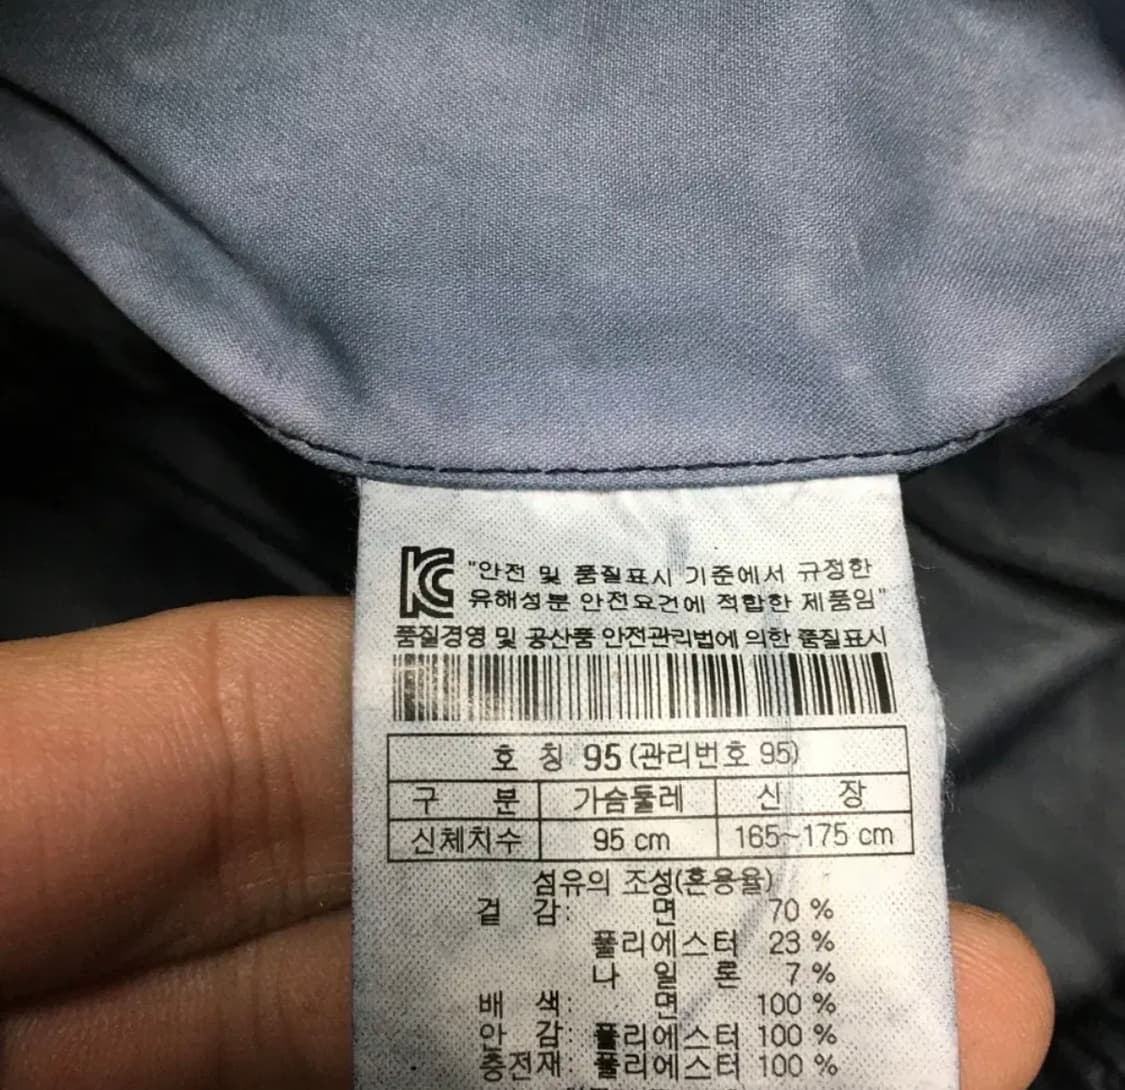 KC "안전 및 품질표시 기준에서 규정한
유해성분 안전요건에 적합한 제품임"
품질경영 및 공산품 안전관리법에 의한 품질표시
호 칭 95 (관리번호 95)
구 분 가슴둘레 신 장
신체치수 95 cm 165~175 cm
섬유의 조성(혼용율)
겉 감: 면 70 %
폴리에스터 23 %
나 일 론 7 %
배 색: 면 100 %
안 감: 폴리에스터 100 %
충전재: 폴리에스터 100 %